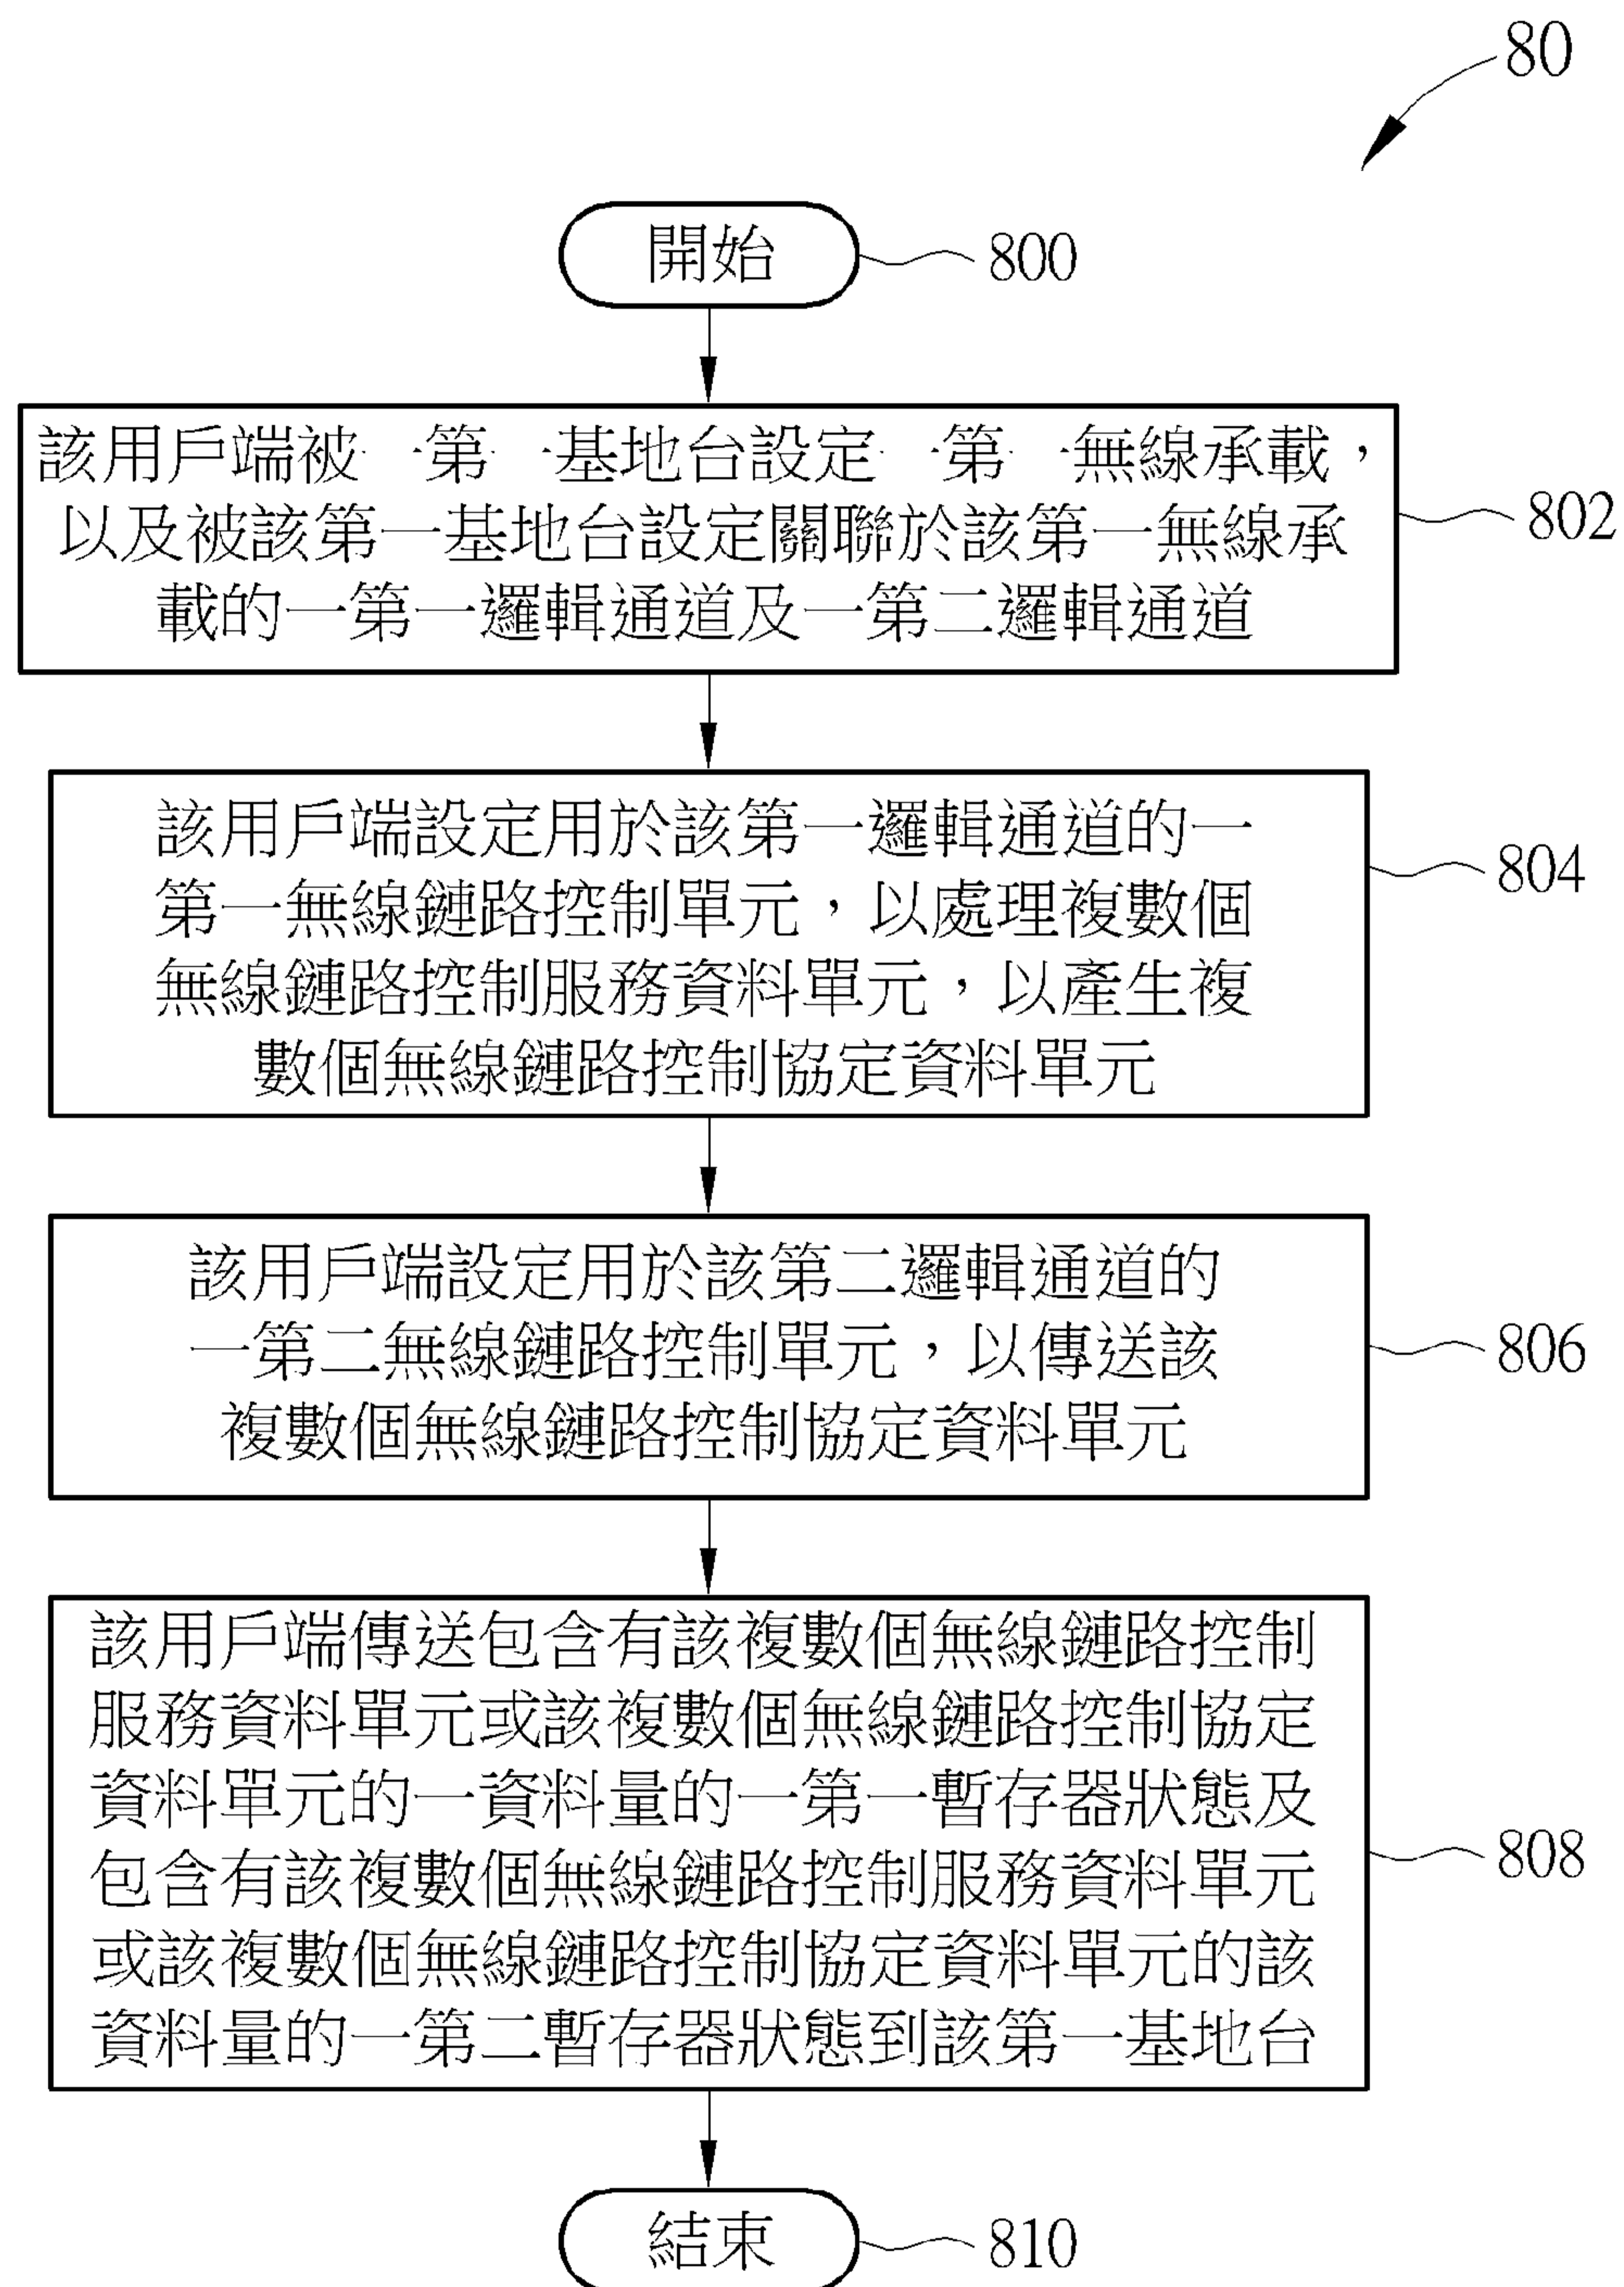 80
開始
800
該用戶端被一第一基地台設定一第一無線承載，
以及被該第一基地台設定關聯於該第一無線承
載的一第一邏輯通道及一第二邏輯通道
802
該用戶端設定用於該第一邏輯通道的一
第一無線鏈路控制單元，以處理複數個
無線鏈路控制服務資料單元，以產生複
數個無線鏈路控制協定資料單元
804
該用戶端設定用於該第二邏輯通道的
一第二無線鏈路控制單元，以傳送該
複數個無線鏈路控制協定資料單元
806
該用戶端傳送包含有該複數個無線鏈路控制
服務資料單元或該複數個無線鏈路控制協定
資料單元的一資料量的一第一暫存器狀態及
包含有該複數個無線鏈路控制服務資料單元
或該複數個無線鏈路控制協定資料單元的該
資料量的一第二暫存器狀態到該第一基地台
808
結束
810